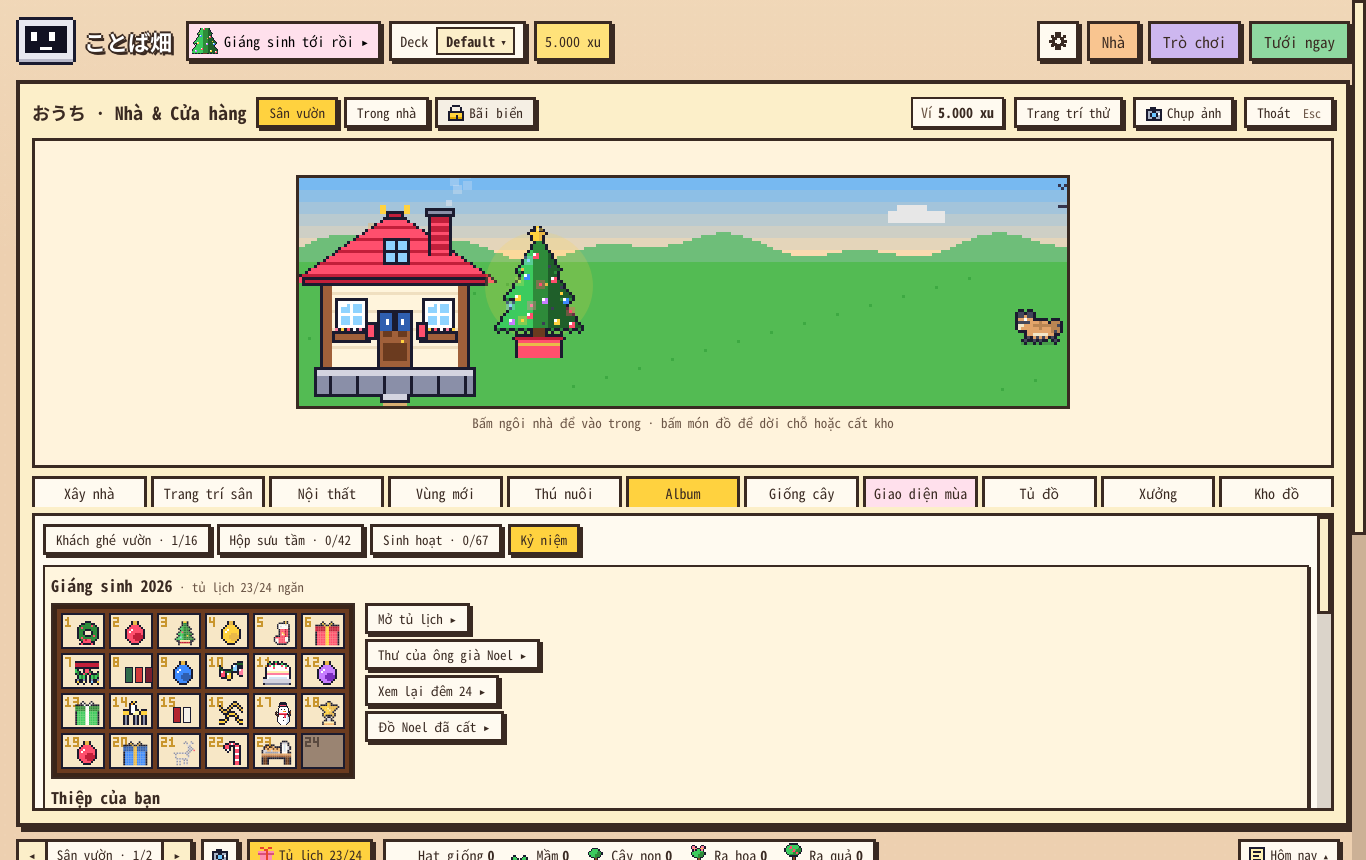 ことば畑 Giáng sinh tới rồi ▸ Deck Default ▾ 5.000 xu Nhà Trò chơi Tưới ngay
おうち · Nhà & Cửa hàng Sân vườn Trong nhà Bãi biển Ví 5.000 xu Trang trí thử Chụp ảnh Thoát Esc
Bấm ngôi nhà để vào trong · bấm món đồ để dời chỗ hoặc cất kho
Xây nhà Trang trí sân Nội thất Vùng mới Thú nuôi Album Giống cây Giao diện mùa Tủ đồ Xưởng Kho đồ
Khách ghé vườn · 1/16 Hộp sưu tầm · 0/42 Sinh hoạt · 0/67 Kỷ niệm
Giáng sinh 2026 · tủ lịch 23/24 ngăn
1 2 3 4 5 6
7 8 9 10 11 12
13 14 15 16 17 18
19 20 21 22 23 24
Mở tủ lịch ▸
Thư của ông già Noel ▸
Xem lại đêm 24 ▸
Đồ Noel đã cất ▸
Thiệp của bạn
◂ Sân vườn · 1/2 ▸ Tủ lịch 23/24 Hạt giống 0 Mầm 0 Cây non 0 Ra hoa 0 Ra quả 0 Hôm nay ▴